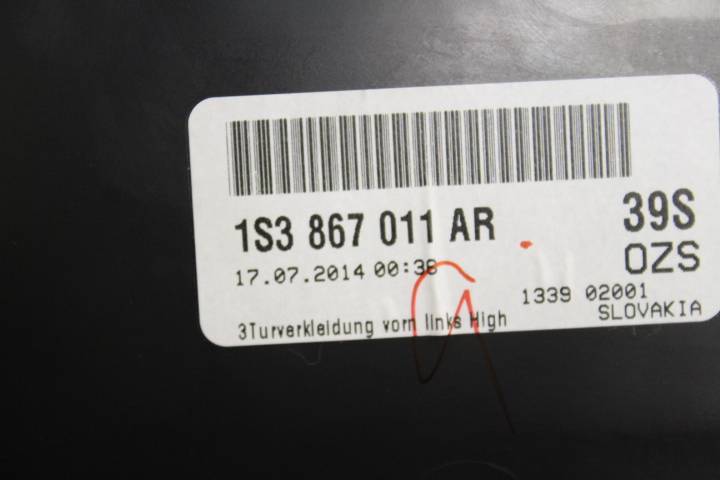 1S3 867 011 AR 39S
17.07.2014 00:38 OZS
1339 02001
3Turverkleidung vorn links High SLOVAKIA